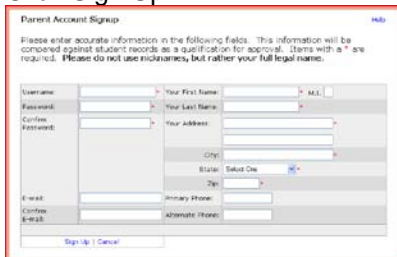 Parent Account Signup Help
Please enter accurate information in the following fields. This information will be
compared against student records as a qualification for approval. Items with a * are
required. Please do not use nicknames, but rather your full legal name.
Username: * Your First Name: * M.I.
Password: * Your Last Name: *
Confirm Password: * Your Address: *
City: *
State: Select One *
Zip: *
E-mail: Primary Phone:
Confirm E-mail: Alternate Phone:
Sign Up | Cancel